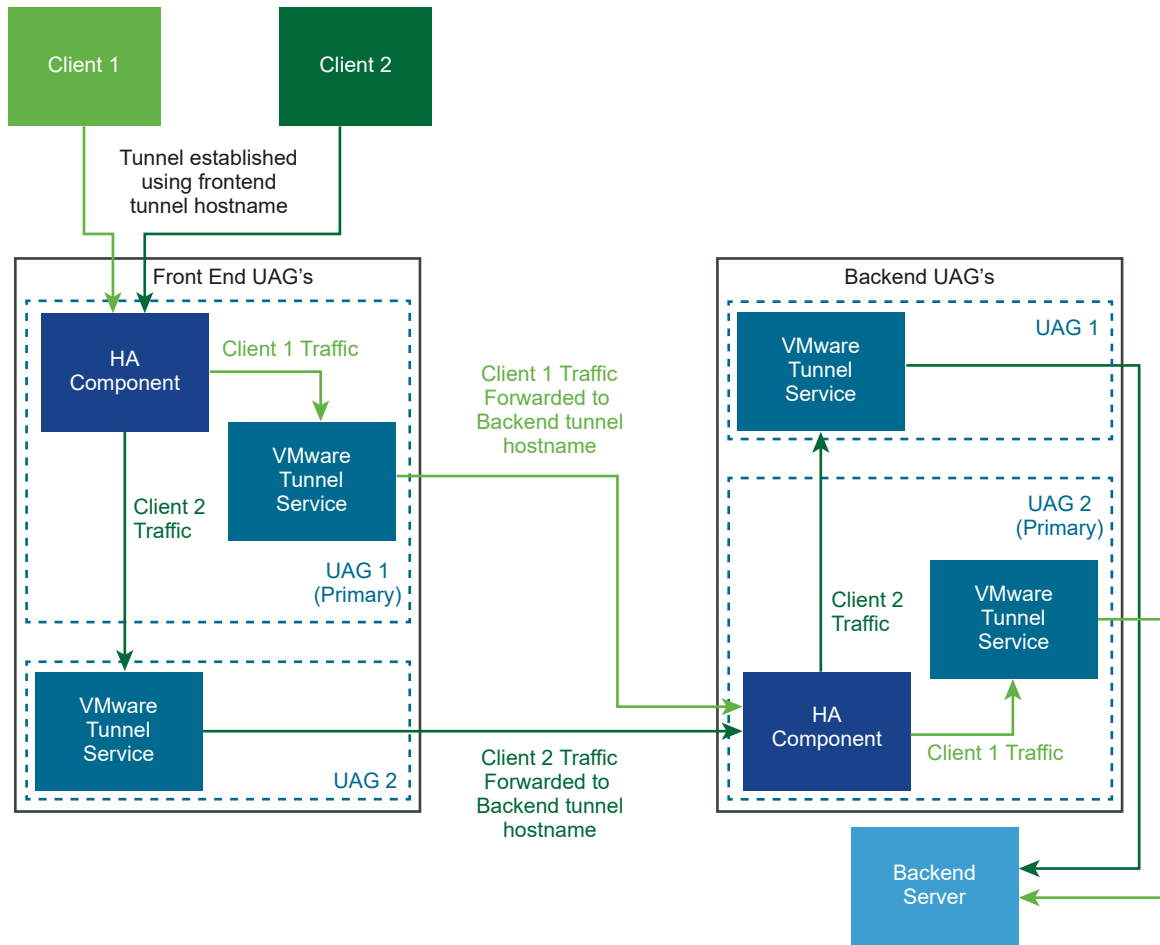 Client 1
Client 2
Tunnel established
using frontend
tunnel hostname
Front End UAG’s
HA
Component
Client 1 Traffic
VMware
Tunnel
Service
Client 2
Traffic
UAG 1
(Primary)
VMware
Tunnel
Service
UAG 2
Client 1 Traffic
Forwarded to
Backend tunnel
hostname
Client 2 Traffic
Forwarded to
Backend tunnel
hostname
Backend UAG’s
UAG 1
VMware
Tunnel
Service
UAG 2
(Primary)
Client 2
Traffic
VMware
Tunnel
Service
HA
Component
Client 1 Traffic
Backend
Server